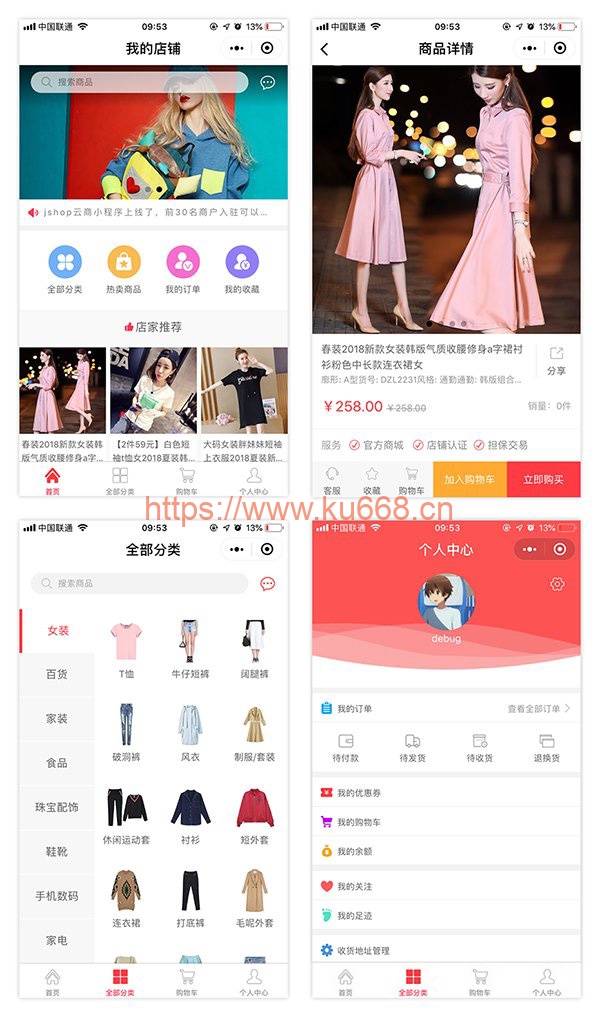 中国联通 09:53 13%
我的店铺
搜索商品
jshop云商小程序上线了，前30名商户入驻可以...
全部分类 热卖商品 我的订单 我的收藏
店家推荐
春装2018新款女装韩版气质收腰修身a字...
【2件59元】白色短袖t恤女2018夏装韩...
大码女装胖妹妹短袖上衣2018夏装新...
首页 全部分类 购物车 个人中心
中国联通 09:53 13%
商品详情
春装2018新款女装韩版气质收腰修身a字裙衬
衫粉色中长款连衣裙女
廓形: A型货号: DZL2231风格: 通勤通勤: 韩版组合...
分享
￥258.00 ￥258.00 销量：0件
服务 官方商城 店铺认证 担保交易
客服 收藏 购物车 加入购物车 立即购买
https://www.ku668.cn
中国联通 09:53 13%
全部分类
搜索商品
女装
百货
家装
食品
珠宝配饰
鞋靴
手机数码
家电
T恤 牛仔短裤 阔腿裤
破洞裤 风衣 制服/套装
休闲运动套 衬衫 短外套
连衣裙 打底裤 毛呢外套
首页 全部分类 购物车 个人中心
中国联通 09:53 13%
个人中心
debug
我的订单 查看全部订单
待付款 待发货 待收货 退换货
我的优惠券
我的购物车
我的余额
我的关注
我的足迹
收货地址管理
首页 全部分类 购物车 个人中心